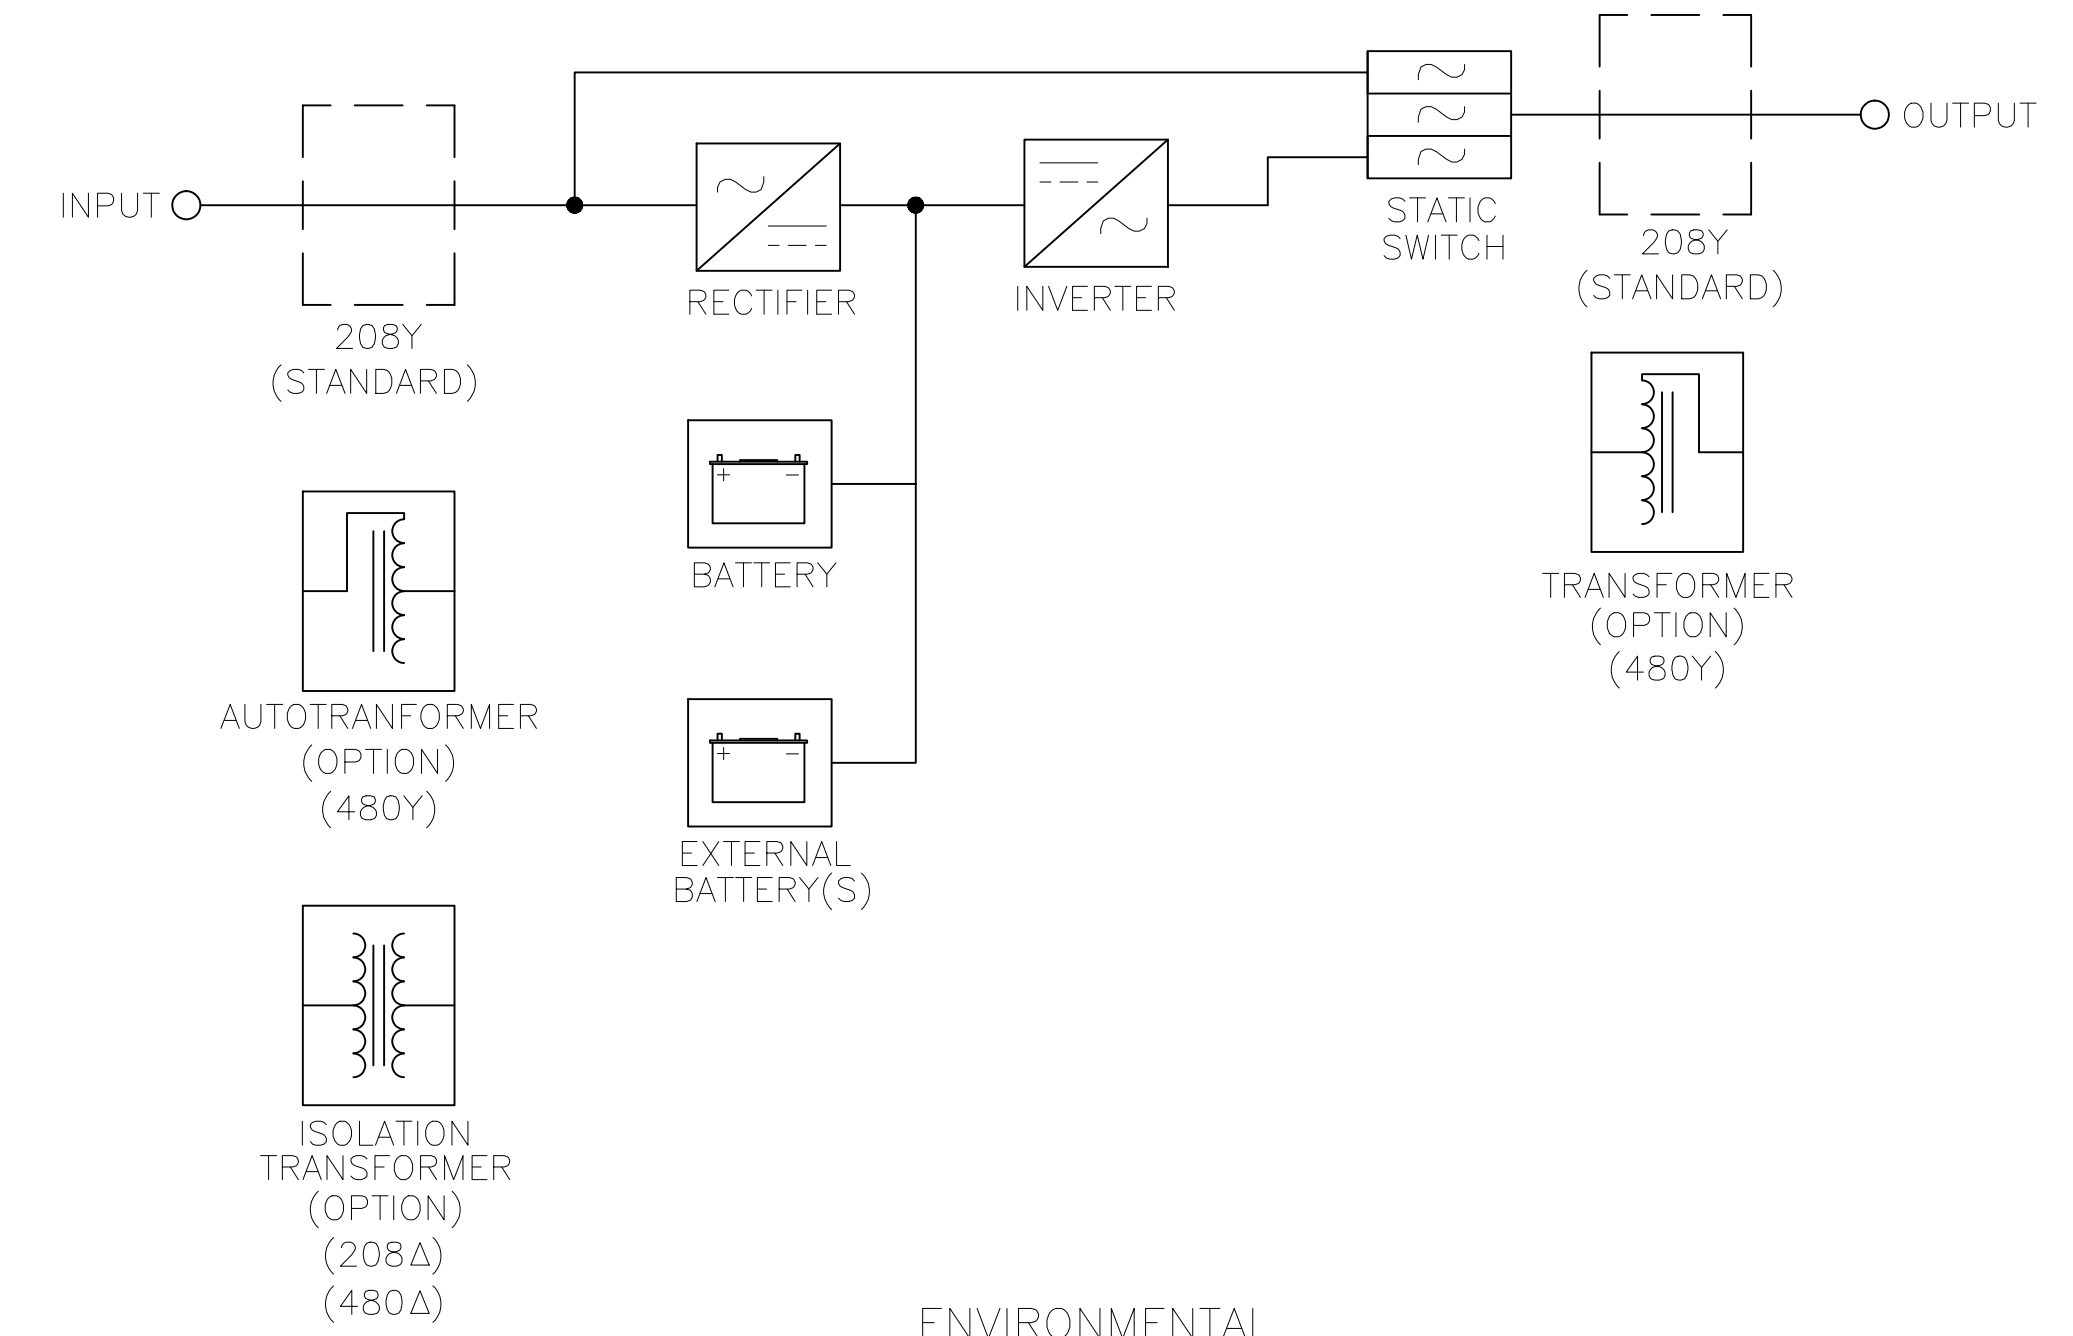 INPUT
208Y
(STANDARD)
AUTOTRANFORMER
(OPTION)
(480Y)
ISOLATION
TRANSFORMER
(OPTION)
(208Δ)
(480Δ)
RECTIFIER
+ −
BATTERY
+ −
EXTERNAL
BATTERY(S)
INVERTER
STATIC
SWITCH
208Y
(STANDARD)
OUTPUT
TRANSFORMER
(OPTION)
(480Y)
ENVIRONMENTAL